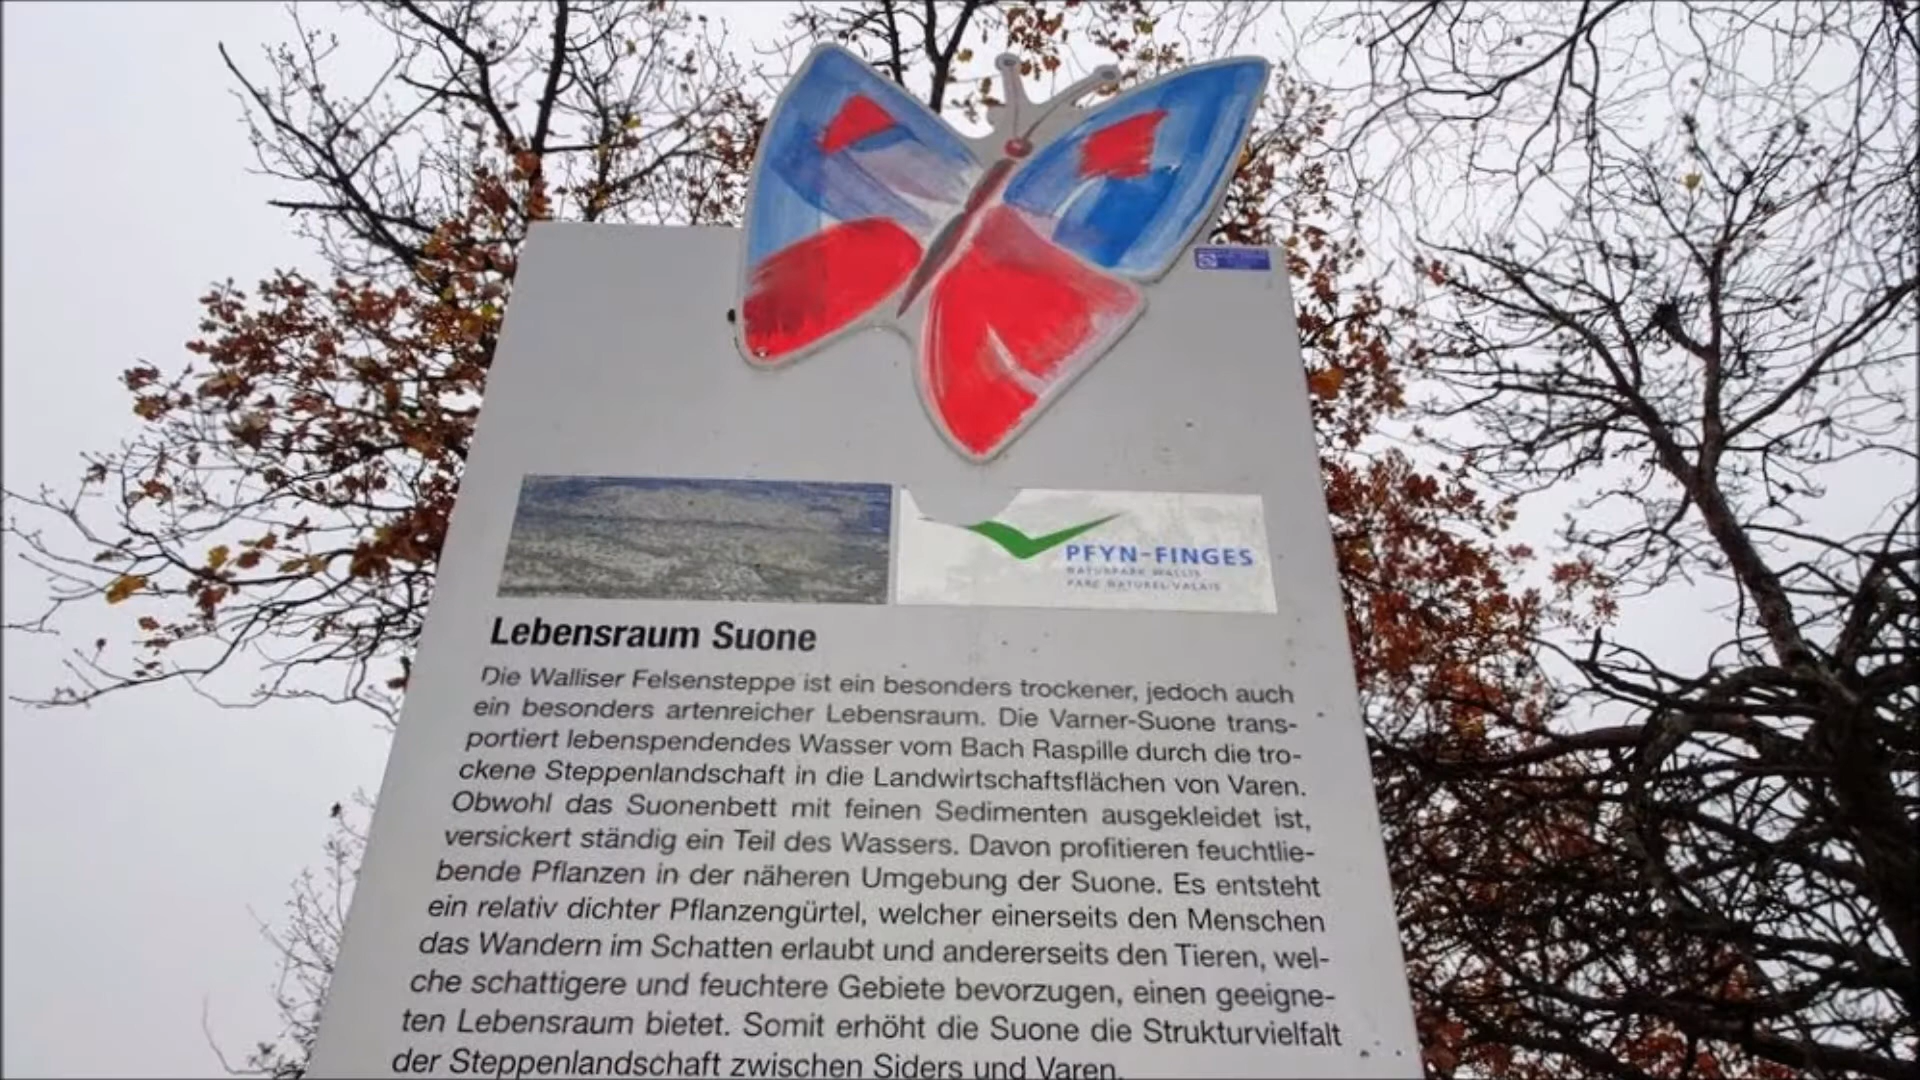 PFYN-FINGES
NATURPARK WALLIS
PARC NATUREL VALAIS
Lebensraum Suone
Die Walliser Felsensteppe ist ein besonders trockener, jedoch auch
ein besonders artenreicher Lebensraum. Die Varner-Suone trans-
portiert lebenspendendes Wasser vom Bach Raspille durch die tro-
ckene Steppenlandschaft in die Landwirtschaftsflächen von Varen.
Obwohl das Suonenbett mit feinen Sedimenten ausgekleidet ist,
versickert ständig ein Teil des Wassers. Davon profitieren feuchtlie-
bende Pflanzen in der näheren Umgebung der Suone. Es entsteht
ein relativ dichter Pflanzengürtel, welcher einerseits den Menschen
das Wandern im Schatten erlaubt und andererseits den Tieren, wel-
che schattigere und feuchtere Gebiete bevorzugen, einen geeigne-
ten Lebensraum bietet. Somit erhöht die Suone die Strukturvielfalt
der Steppenlandschaft zwischen Siders und Varen.